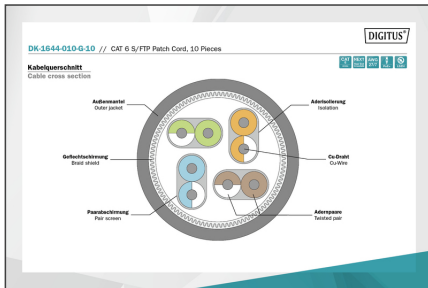 DIGITUS®
DK-1644-010-G-10 // CAT 6 S/FTP Patch Cord, 10 Pieces
Kabelquerschnitt
Cable cross section
Außenmantel
Outer jacket
Aderisolierung
Isolation
Geflechtschirmung
Braid shield
Cu-Draht
Cu-Wire
Paarabschirmung
Pair screen
Adernpaare
Twisted pair